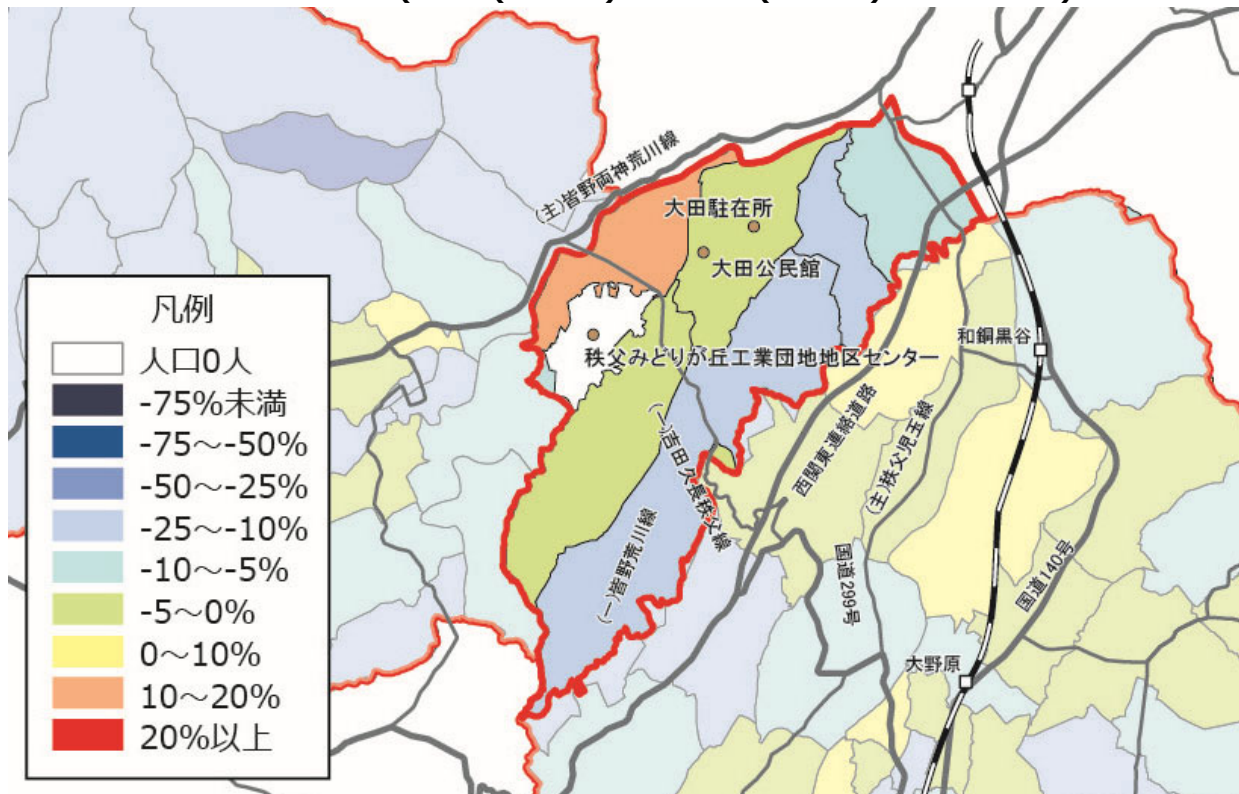 (主)皆野両神荒川線
大田駐在所
大田公民館
秩父みどりが丘工業団地地区センター
和銅黒谷
西関東連絡道路
(主)秩父児玉線
(一)吉田久長秩父線
(一)皆野荒川線
国道299号
国道140号
大野原
凡例
人口0人
-75%未満
-75～-50%
-50～-25%
-25～-10%
-10～-5%
-5～0%
0～10%
10～20%
20%以上